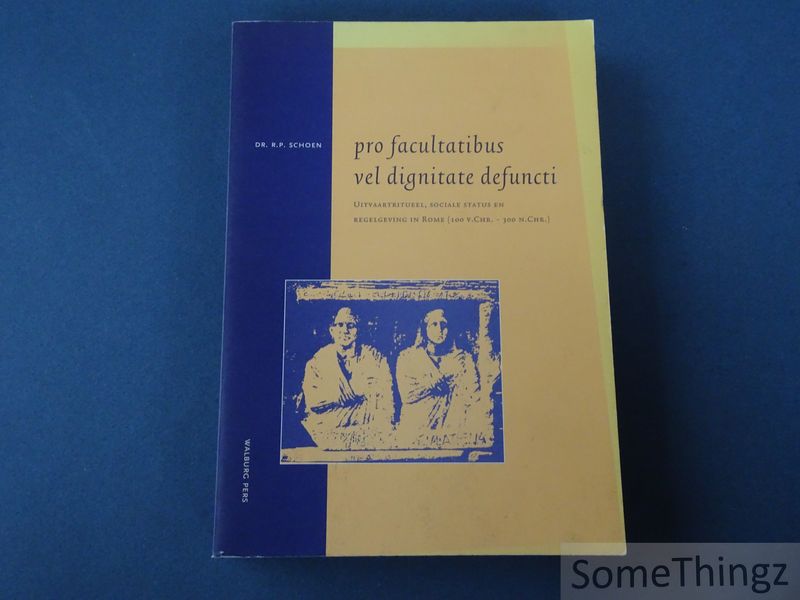 DR. R.P. SCHOEN
pro facultatibus
vel dignitate defuncti
UITVAARTRITUEEL, SOCIALE STATUS EN
REGELGEVING IN ROME (100 V.CHR. - 300 N.CHR.)
WALBURG PERS
SomeThingz